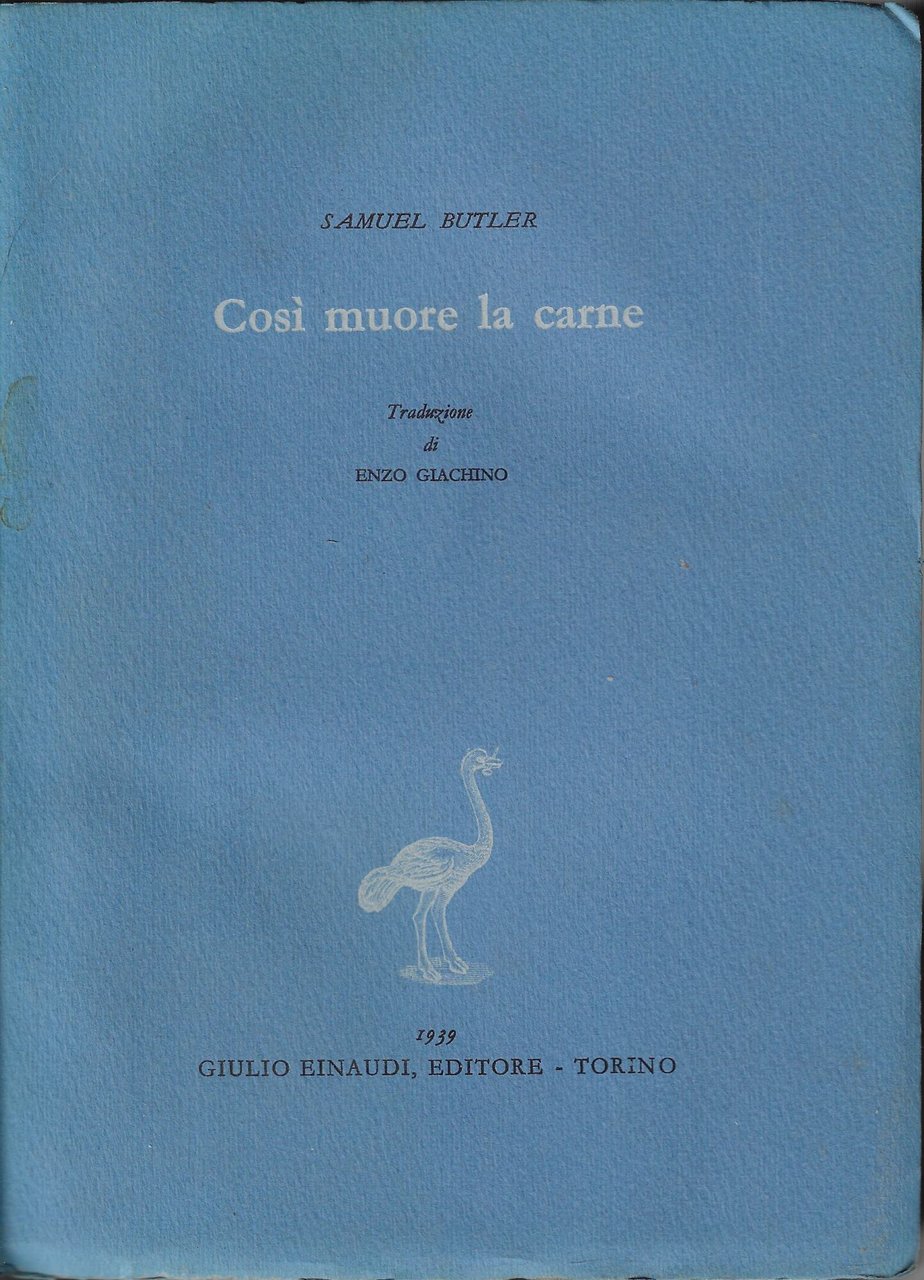 SAMUEL BUTLER
Così muore la carne
Traduzione
di
ENZO GIACHINO
1939
GIULIO EINAUDI, EDITORE - TORINO